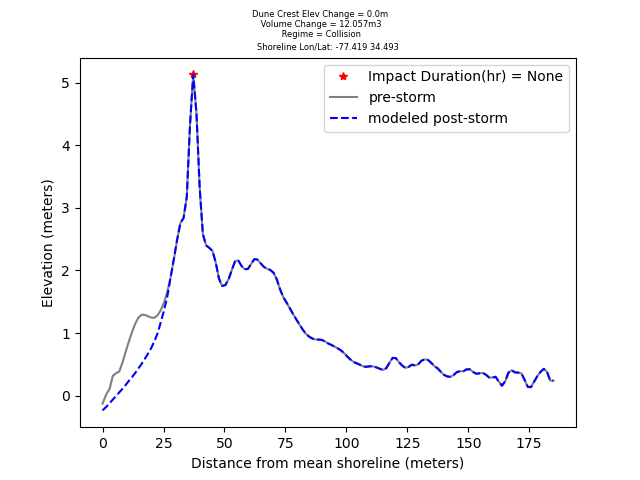 Dune Crest Elev Change = 0.0m
Volume Change = 12.057m3
Regime = Collision
Shoreline Lon/Lat: -77.419 34.493
Impact Duration(hr) = None
pre-storm
modeled post-storm
5
4
3
2
1
0
Elevation (meters)
0 25 50 75 100 125 150 175
Distance from mean shoreline (meters)